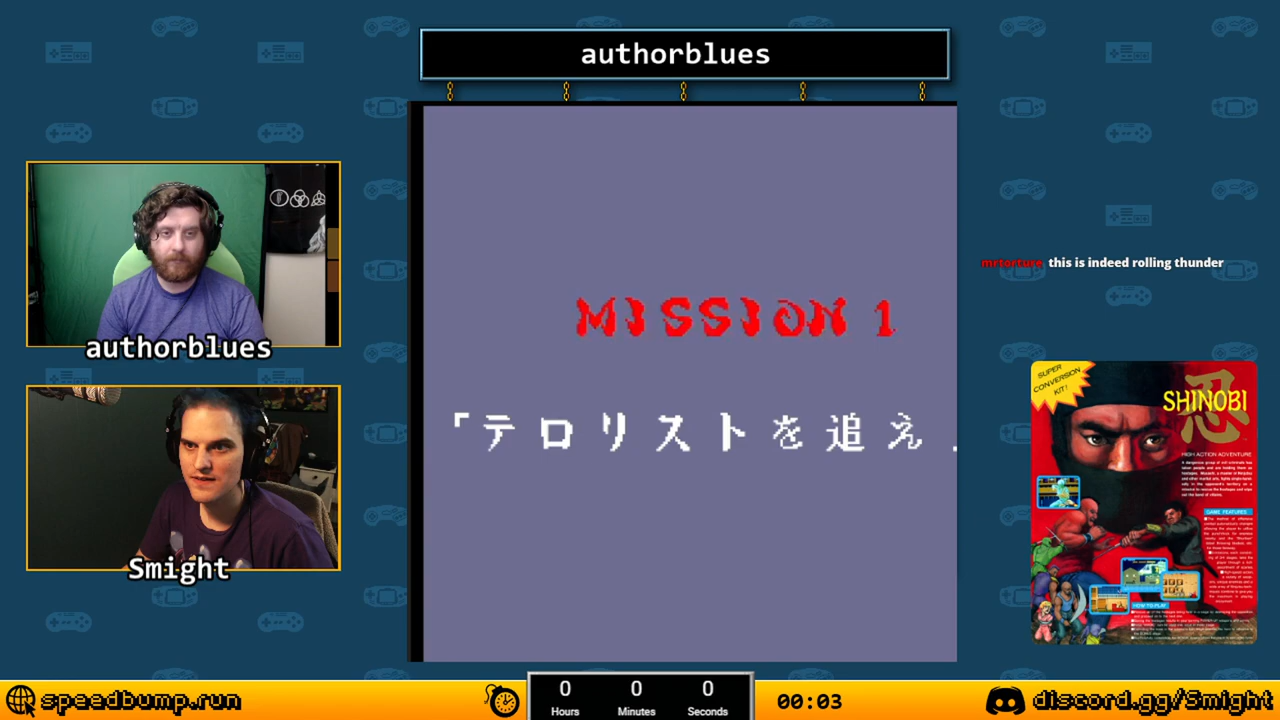 authorblues
MISSION 1
「テロリストを追え
authorblues
Smight
mrtorture this is indeed rolling thunder
SUPER
CONVERSION
KIT!
SHINOBI
忍
HIGH ACTION ADVENTURE
GAME FEATURES
HOW TO PLAY
speedbump.run
0 0 0
Hours Minutes Seconds
00:03
discord.gg/Smight